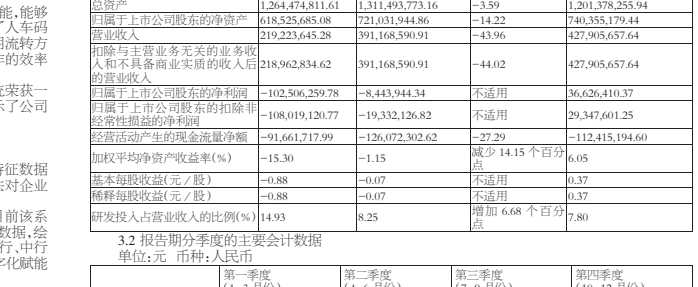 能,能够
人车码
用流转方
作的效率
统荣获一
示了公司
特征数据
去对企业
目前该系
数据,绘
行、中行
字化赋能
总资产 1,264,474,811.61 1,311,493,773.16 -3.59 1,201,378,255.94
归属于上市公司股东的净资产 618,525,685.08 721,031,944.86 -14.22 740,355,179.44
营业收入 219,223,645.28 391,168,590.91 -43.96 427,905,657.64
扣除与主营业务无关的业务收
入和不具备商业实质的收入后 218,962,834.62 391,168,590.91 -44.02 427,905,657.64
的营业收入
归属于上市公司股东的净利润 -102,506,259.78 -8,443,944.34 不适用 36,626,410.37
归属于上市公司股东的扣除非
经常性损益的净利润 -108,019,120.77 -19,332,126.82 不适用 29,347,601.25
经营活动产生的现金流量净额 -91,661,717.99 -126,072,302.62 -27.29 -112,415,194.60
加权平均净资产收益率(%) -15.30 -1.15 减少 14.15 个百分 6.05
点
基本每股收益(元/股) -0.88 -0.07 不适用 0.37
稀释每股收益(元/股) -0.88 -0.07 不适用 0.37
研发投入占营业收入的比例(%) 14.93 8.25 增加 6.68 个百分 7.80
点
3.2 报告期分季度的主要会计数据
单位:元 币种:人民币
第一季度 第二季度 第三季度 第四季度